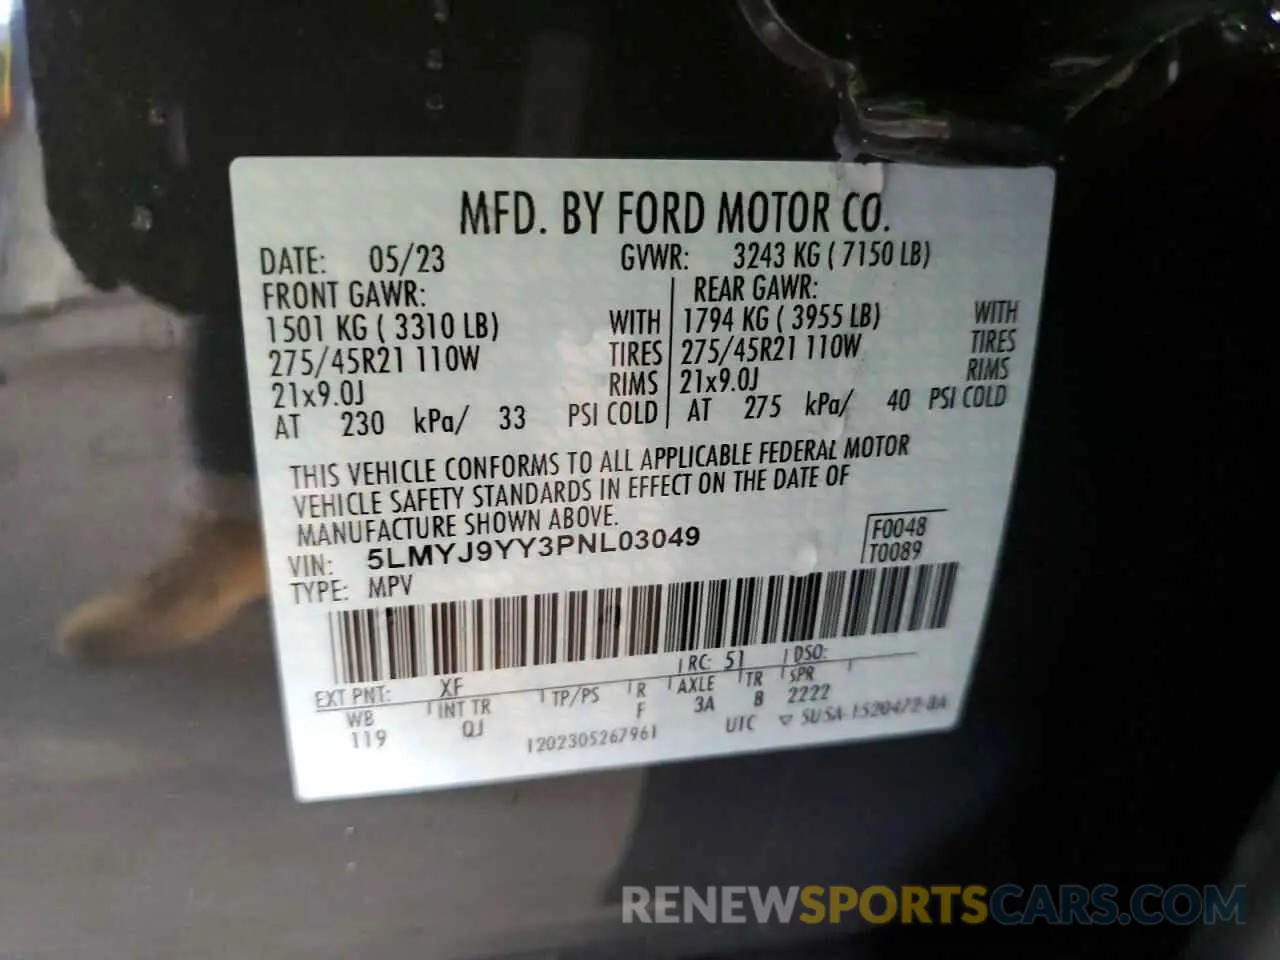 MFD. BY FORD MOTOR CO.
DATE: 05/23 GVWR: 3243 KG ( 7150 LB)
FRONT GAWR: REAR GAWR:
1501 KG ( 3310 LB) WITH 1794 KG ( 3955 LB) WITH
275/45R21 110W TIRES 275/45R21 110W TIRES
21x9.0J RIMS 21x9.0J RIMS
AT 230 kPa/ 33 PSI COLD AT 275 kPa/ 40 PSI COLD
THIS VEHICLE CONFORMS TO ALL APPLICABLE FEDERAL MOTOR
VEHICLE SAFETY STANDARDS IN EFFECT ON THE DATE OF
MANUFACTURE SHOWN ABOVE.
VIN: 5LMYJ9YY3PNL03049 F0048
TYPE: MPV T0089
EXT PNT: XF RC: 51 DSO:
WB INT TR TP/PS R AXLE TR SPR
119 QJ F 3A B 2222
1202305267961 UTC ▽ SUSA-1520472-BA
RENEWSPORTSCARS.COM